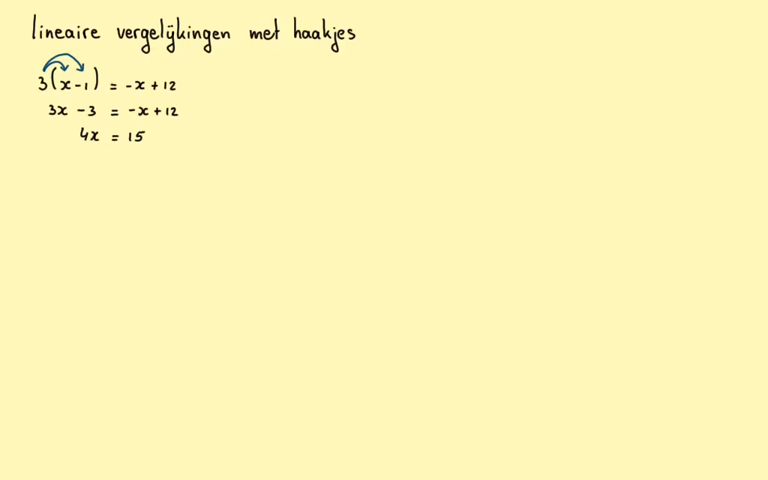 lineaire vergelijkingen met haakjes
3(x-1) = -x + 12
3x - 3 = -x + 12
4x = 15